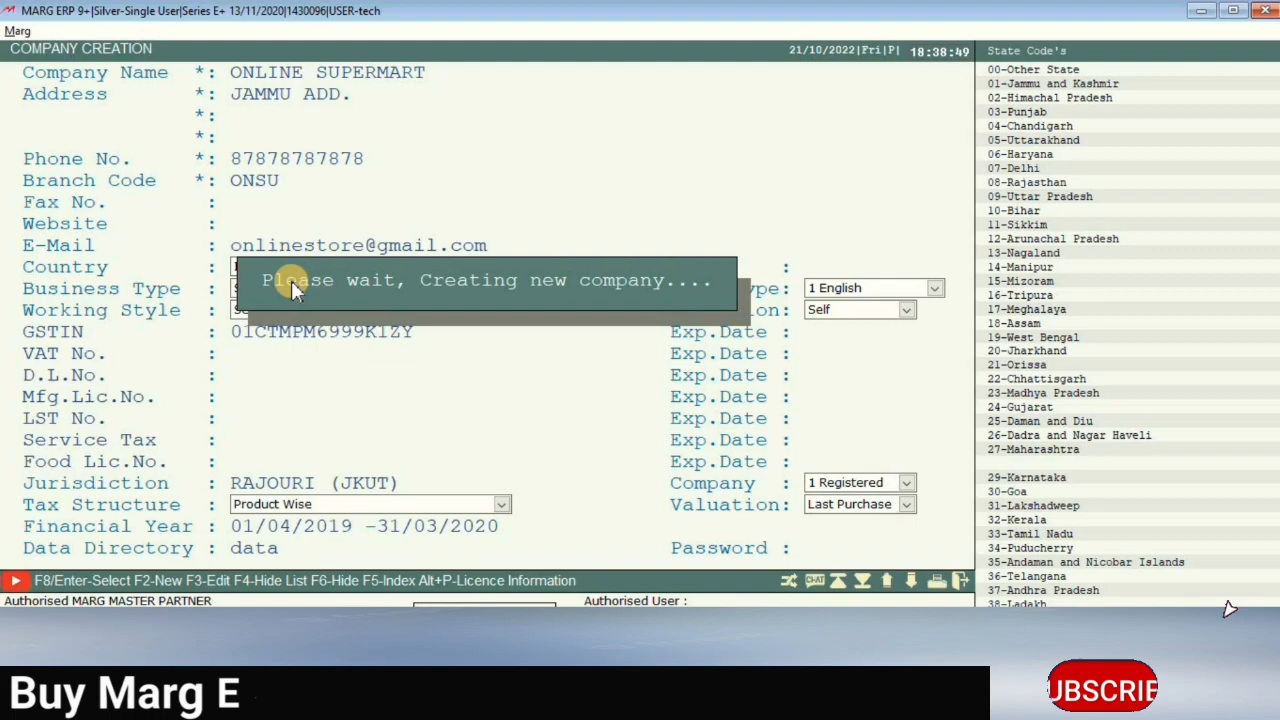 MARG ERP 9+|Silver-Single User|Series E+ 13/11/2020|1430096|USER-tech
Marg
COMPANY CREATION 21/10/2022|Fri|P| 18:38:49
Company Name *: ONLINE SUPERMART
Address *: JAMMU ADD.
*:
*:
Phone No. *: 87878787878
Branch Code *: ONSU
Fax No. :
Website :
E-Mail : onlinestore@gmail.com
Country : :
Please wait, Creating new company....
Business Type : ype: 1 English
Working Style : on: Self
GSTIN : 01CTMPM6999K1ZY Exp.Date :
VAT No. : Exp.Date :
D.L.No. : Exp.Date :
Mfg.Lic.No. : Exp.Date :
LST No. : Exp.Date :
Service Tax : Exp.Date :
Food Lic.No. : Exp.Date :
Jurisdiction : RAJOURI (JKUT) Company : 1 Registered
Tax Structure : Product Wise Valuation: Last Purchase
Financial Year : 01/04/2019 -31/03/2020
Data Directory : data Password :
F8/Enter-Select F2-New F3-Edit F4-Hide List F6-Hide F5-Index Alt+P-Licence Information CHAT
Authorised MARG MASTER PARTNER Authorised User :
State Code's
00-Other State
01-Jammu and Kashmir
02-Himachal Pradesh
03-Punjab
04-Chandigarh
05-Uttarakhand
06-Haryana
07-Delhi
08-Rajasthan
09-Uttar Pradesh
10-Bihar
11-Sikkim
12-Arunachal Pradesh
13-Nagaland
14-Manipur
15-Mizoram
16-Tripura
17-Meghalaya
18-Assam
19-West Bengal
20-Jharkhand
21-Orissa
22-Chhattisgarh
23-Madhya Pradesh
24-Gujarat
25-Daman and Diu
26-Dadra and Nagar Haveli
27-Maharashtra
29-Karnataka
30-Goa
31-Lakshadweep
32-Kerala
33-Tamil Nadu
34-Puducherry
35-Andaman and Nicobar Islands
36-Telangana
37-Andhra Pradesh
38-Ladakh
Buy Marg E
UBSCRIE